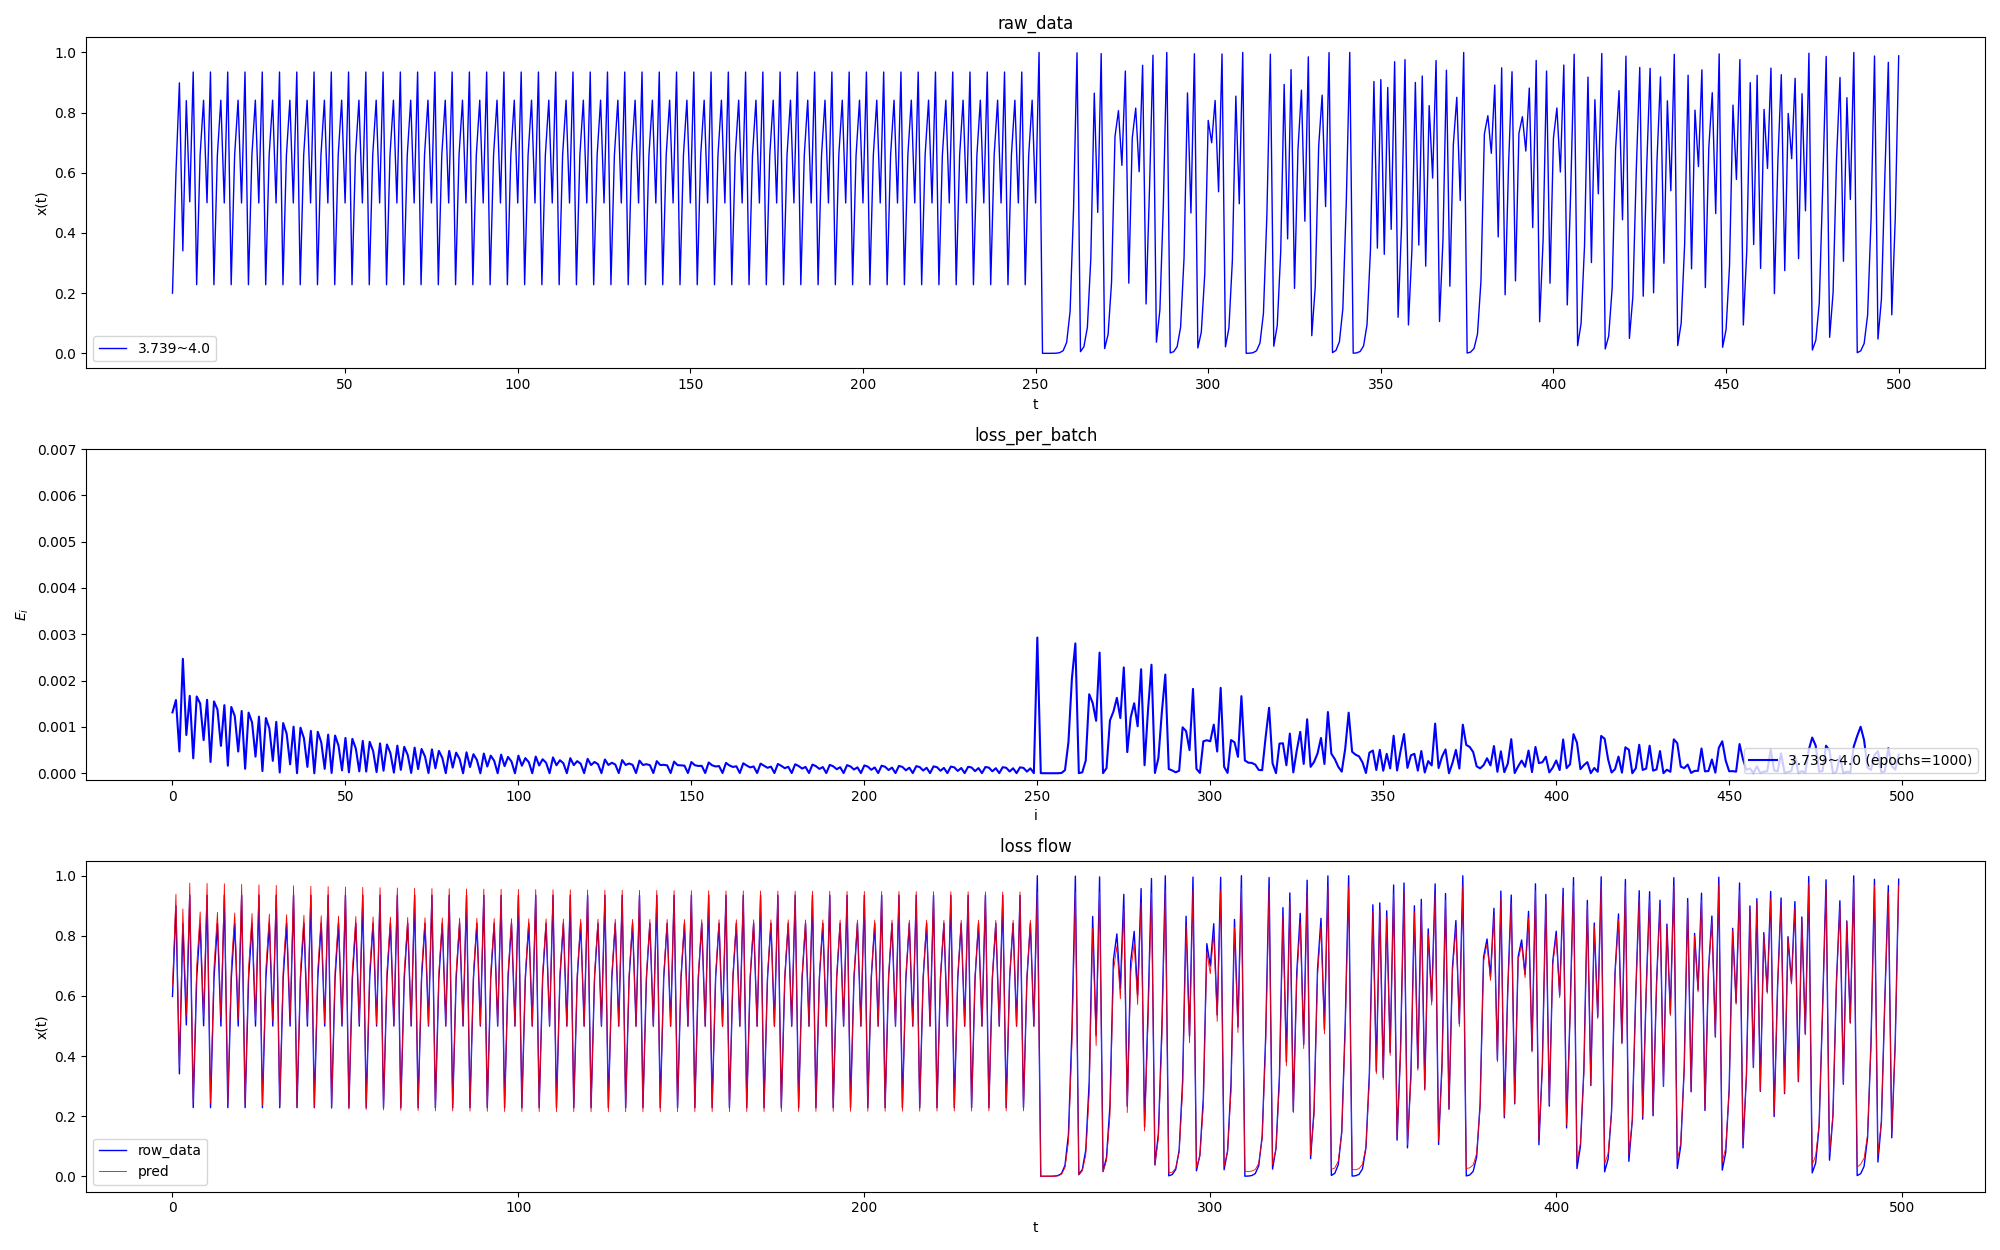 raw_data
x(t)
1.0
0.8
0.6
0.4
0.2
0.0
3.739~4.0
50 100 150 200 250 300 350 400 450 500
t
loss_per_batch
E_i
0.007
0.006
0.005
0.004
0.003
0.002
0.001
0.000
3.739~4.0 (epochs=1000)
0 50 100 150 200 250 300 350 400 450 500
i
loss flow
x(t)
1.0
0.8
0.6
0.4
0.2
0.0
row_data
pred
0 100 200 300 400 500
t